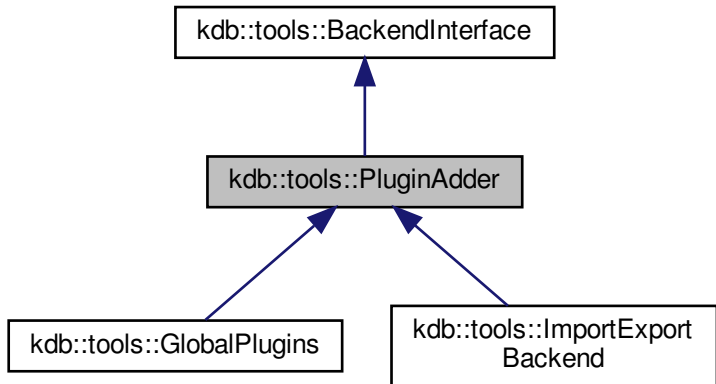 kdb::tools::BackendInterface
kdb::tools::PluginAdder
kdb::tools::GlobalPlugins
kdb::tools::ImportExport
Backend